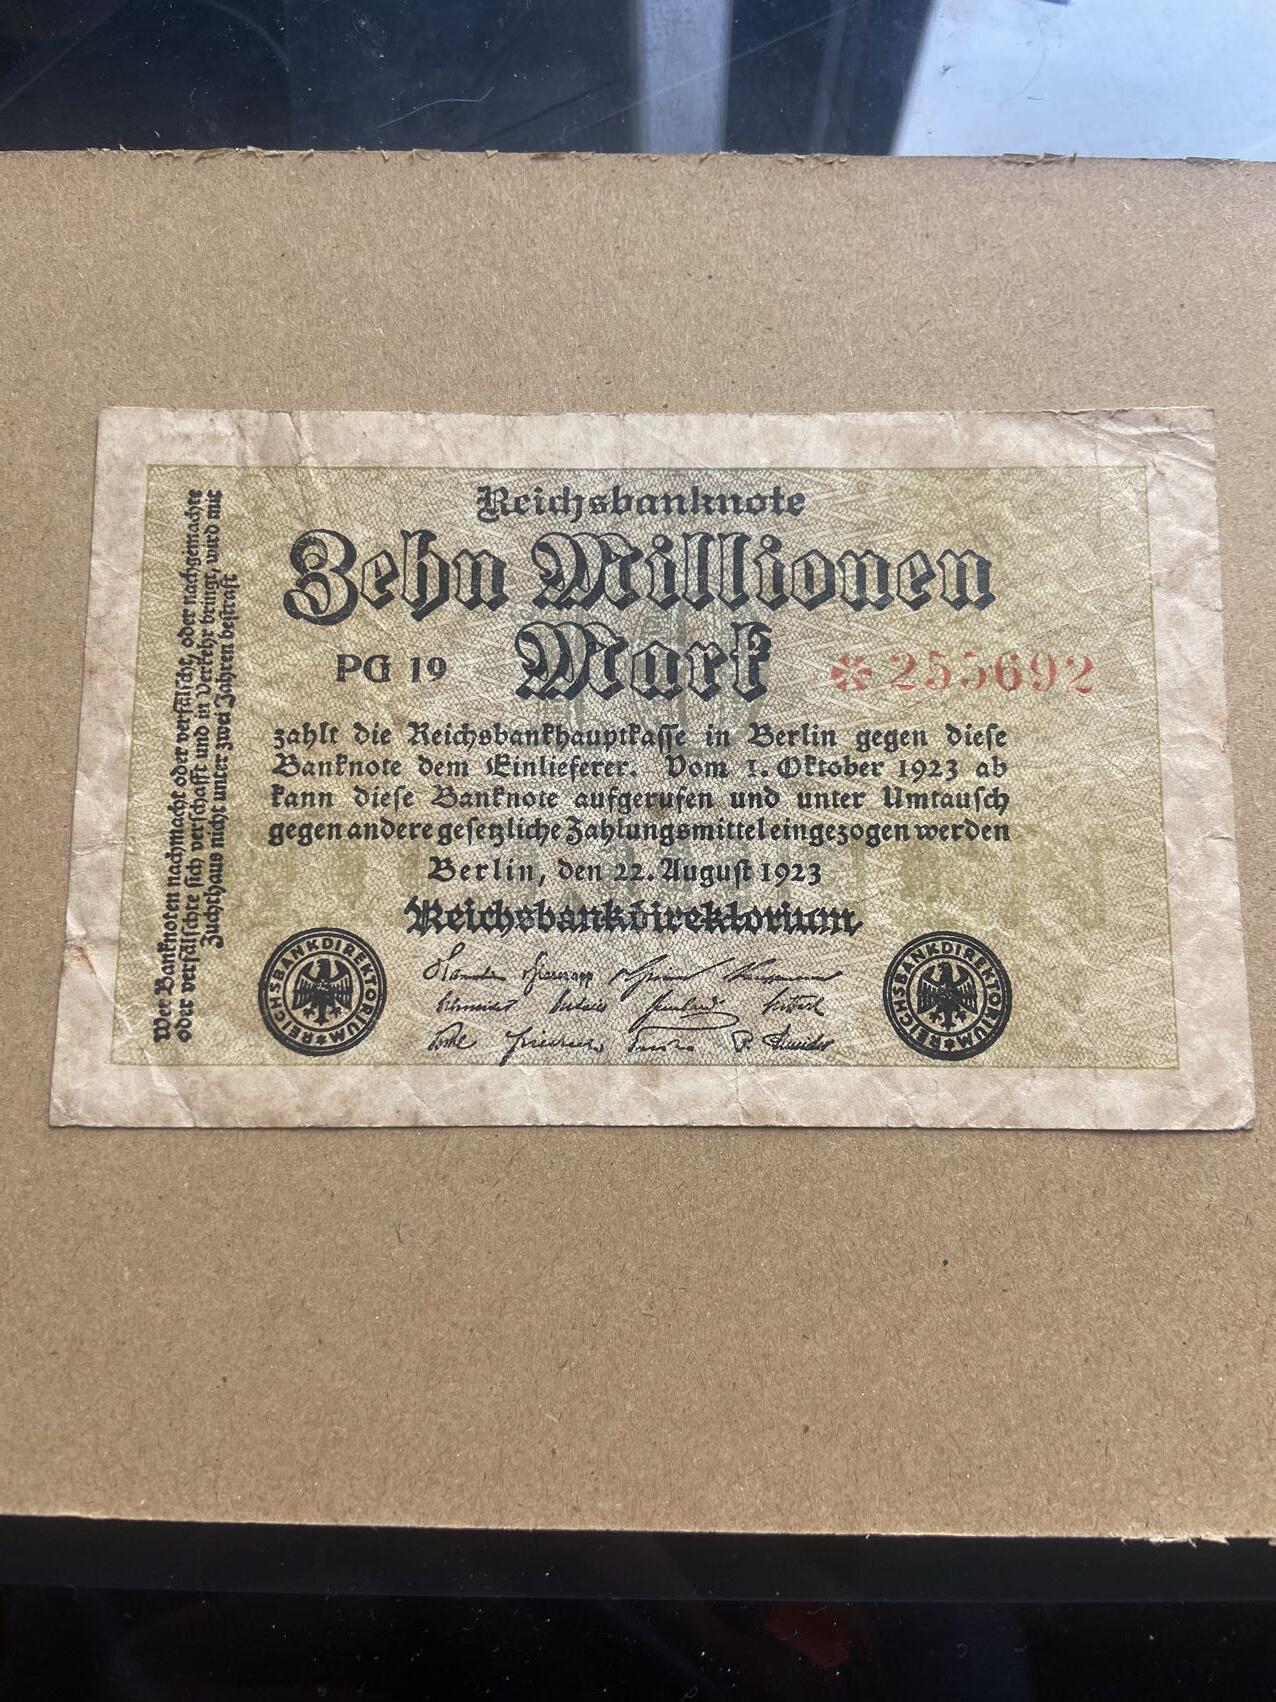 Reichsbanknote
Zehn Millionen
Mark
PG 19
*255692
zahlt die Reichsbankhauptkasse in Berlin gegen diese
Banknote dem Einlieferer. Vom 1. Oktober 1923 ab
kann diese Banknote aufgerufen und unter Umtausch
gegen andere gesetzliche Zahlungsmittel eingezogen werden
Berlin, den 22. August 1923
Reichsbankdirektorium
REICHSBANKDIREKTORIUM
REICHSBANKDIREKTORIUM
Wer Banknoten nachmacht oder verfälscht, oder nachgemachte
oder verfälschte sich verschafft und in Verkehr bringt, wird mit
Zuchthaus nicht unter zwei Jahren bestraft